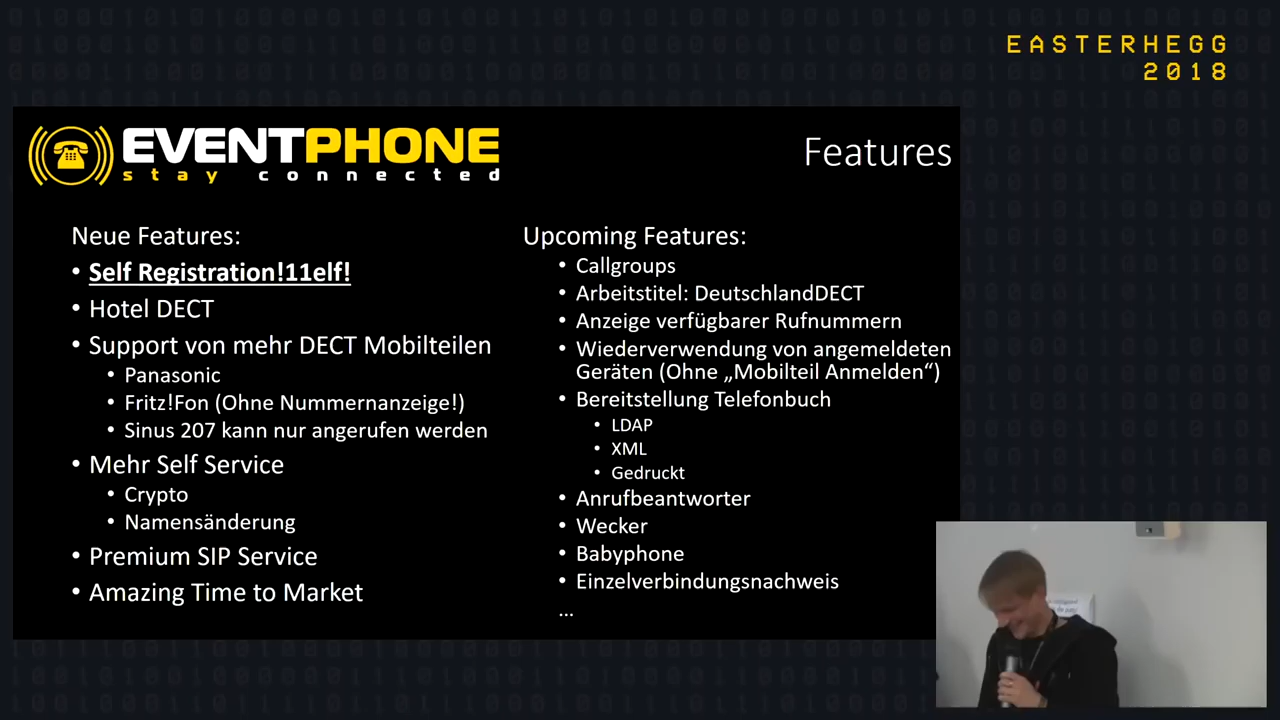 EASTERHEGG
2018
EVENTPHONE
stay connected
Features
Neue Features:
• Self Registration!11elf!
• Hotel DECT
• Support von mehr DECT Mobilteilen
• Panasonic
• Fritz!Fon (Ohne Nummernanzeige!)
• Sinus 207 kann nur angerufen werden
• Mehr Self Service
• Crypto
• Namensänderung
• Premium SIP Service
• Amazing Time to Market
Upcoming Features:
• Callgroups
• Arbeitstitel: DeutschlandDECT
• Anzeige verfügbarer Rufnummern
• Wiederverwendung von angemeldeten
Geräten (Ohne „Mobilteil Anmelden“)
• Bereitstellung Telefonbuch
• LDAP
• XML
• Gedruckt
• Anrufbeantworter
• Wecker
• Babyphone
• Einzelverbindungsnachweis
...